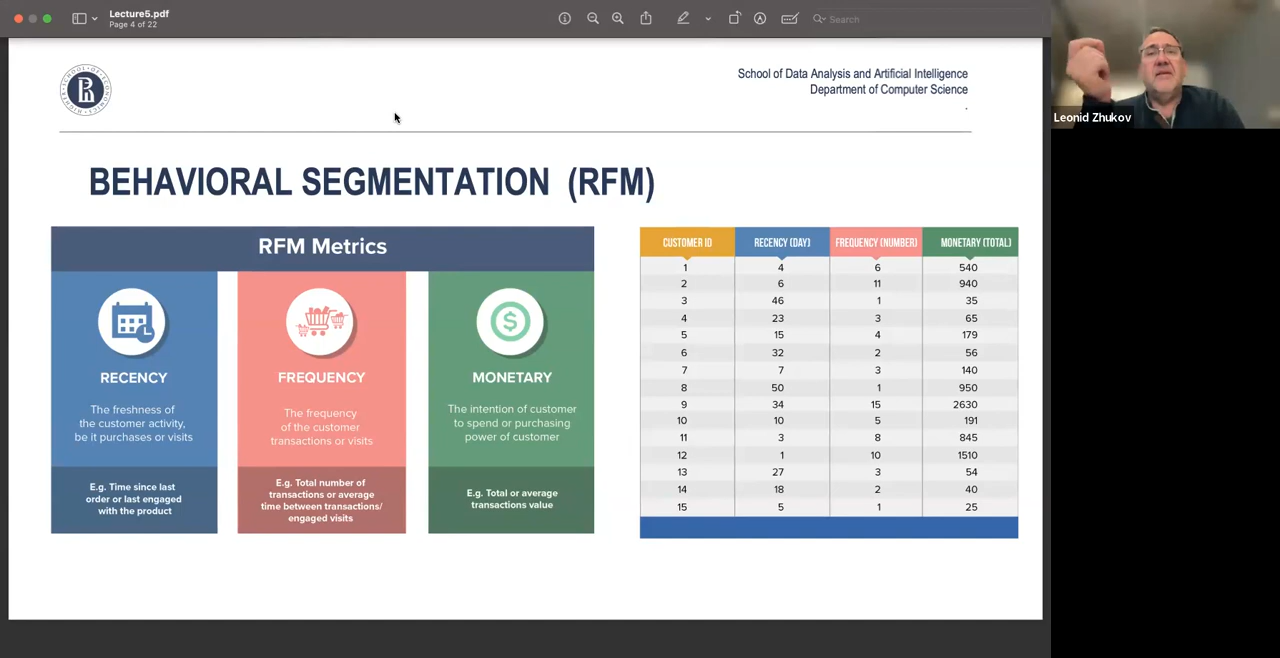 Lecture5.pdf
Page 4 of 22
Search
School of Data Analysis and Artificial Intelligence
Department of Computer Science
.
Leonid Zhukov
BEHAVIORAL SEGMENTATION (RFM)
RFM Metrics
RECENCY
The freshness of
the customer activity,
be it purchases or visits
E.g. Time since last
order or last engaged
with the product
FREQUENCY
The frequency
of the customer
transactions or visits
E.g. Total number of
transactions or average
time between transactions/
engaged visits
MONETARY
The intention of customer
to spend or purchasing
power of customer
E.g. Total or average
transactions value
CUSTOMER ID RECENCY (DAY) FREQUENCY (NUMBER) MONETARY (TOTAL)
1 4 6 540
2 6 11 940
3 46 1 35
4 23 3 65
5 15 4 179
6 32 2 56
7 7 3 140
8 50 1 950
9 34 15 2630
10 10 5 191
11 3 8 845
12 1 10 1510
13 27 3 54
14 18 2 40
15 5 1 25